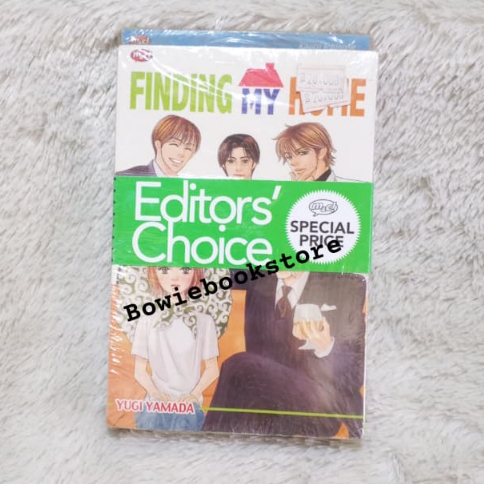 FINDING MY HOME
Editors'
Choice
SPECIAL
PRICE
Bowiebookstore
YUGI YAMADA